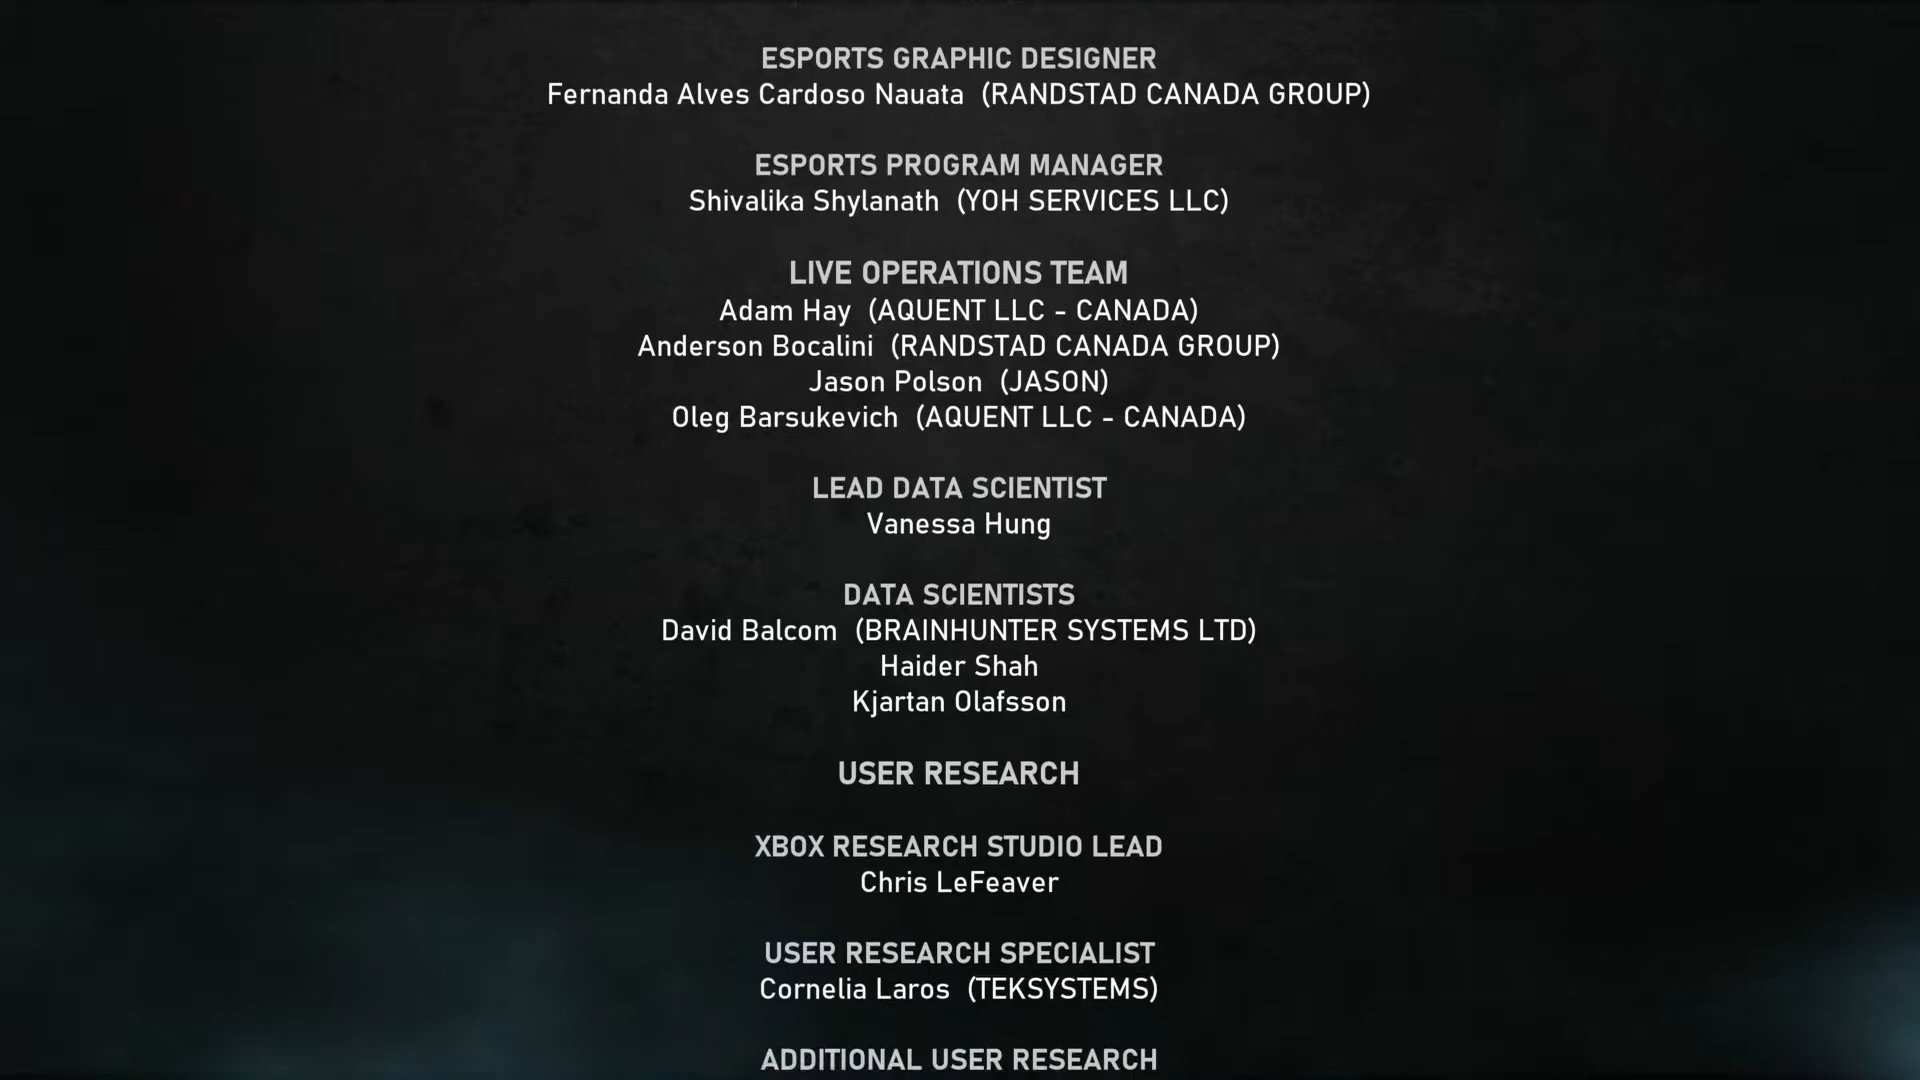 ESPORTS GRAPHIC DESIGNER
Fernanda Alves Cardoso Nauata (RANDSTAD CANADA GROUP)
ESPORTS PROGRAM MANAGER
Shivalika Shylanath (YOH SERVICES LLC)
LIVE OPERATIONS TEAM
Adam Hay (AQUENT LLC - CANADA)
Anderson Bocalini (RANDSTAD CANADA GROUP)
Jason Polson (JASON)
Oleg Barsukevich (AQUENT LLC - CANADA)
LEAD DATA SCIENTIST
Vanessa Hung
DATA SCIENTISTS
David Balcom (BRAINHUNTER SYSTEMS LTD)
Haider Shah
Kjartan Olafsson
USER RESEARCH
XBOX RESEARCH STUDIO LEAD
Chris LeFeaver
USER RESEARCH SPECIALIST
Cornelia Laros (TEKSYSTEMS)
ADDITIONAL USER RESEARCH